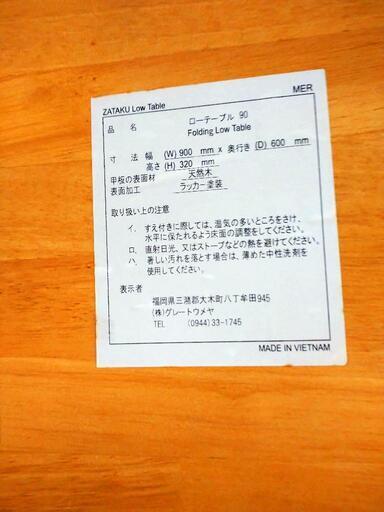 ZATAKU Low Table MER
品 名 ローテーブル 90
Folding Low Table
寸 法 幅 (W) 900 mm x 奥行き (D) 600 mm
高さ (H) 320 mm
甲板の表面材 天然木
表面加工 ラッカー塗装
取り扱い上の注意
イ. すえ付きに際しては、湿気の多いところをさけ、
水平に保たれるよう床面の調整をしてください。
ロ. 直射日光、又はストーブなどの熱を避けてください。
ハ. 著しい汚れを落とす場合は、薄めた中性洗剤を
使用してください。
表示者
福岡県三潴郡大木町八丁牟田945
(株)グレートウメヤ
TEL (0944)33-1745
MADE IN VIETNAM